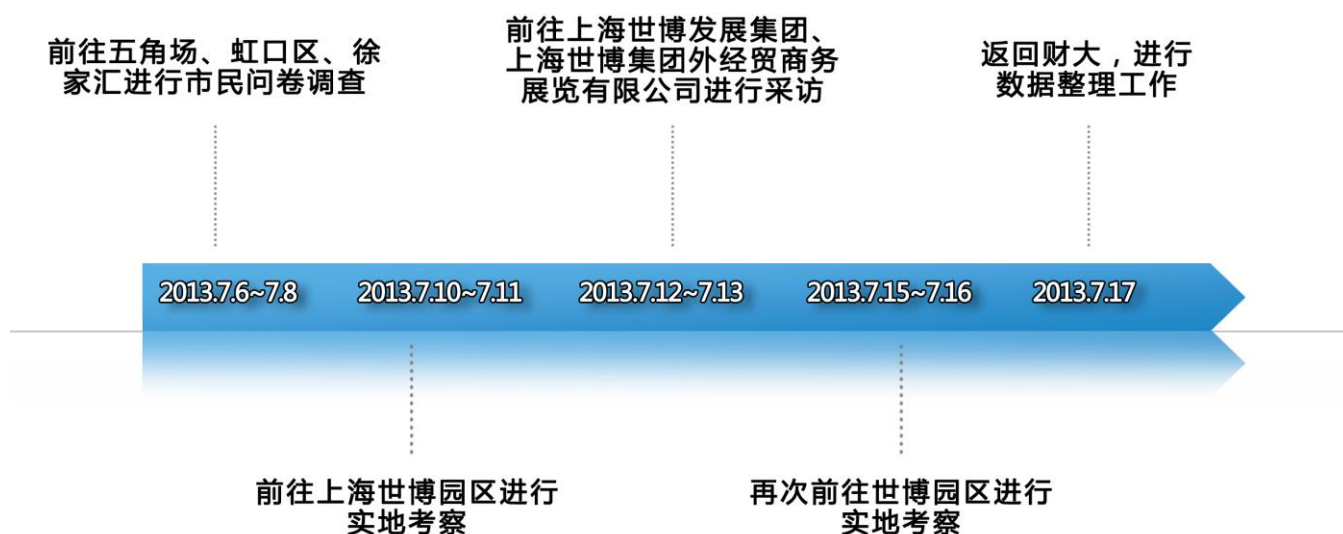 前往五角场、虹口区、徐
家汇进行市民问卷调查
前往上海世博发展集团、
上海世博集团外经贸商务
展览有限公司进行采访
返回财大，进行
数据整理工作
2013.7.6~7.8
2013.7.10~7.11
2013.7.12~7.13
2013.7.15~7.16
2013.7.17
前往上海世博园区进行
实地考察
再次前往世博园区进行
实地考察